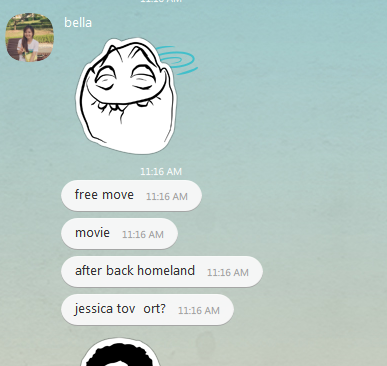 11:16 AM
bella
11:16 AM
free move 11:16 AM
movie 11:16 AM
after back homeland 11:16 AM
jessica tov ort? 11:16 AM